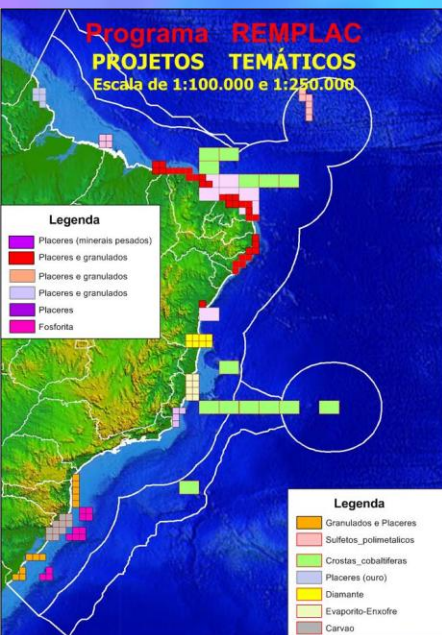 Programa REMPLAC
PROJETOS TEMÁTICOS
Escala de 1:100.000 e 1:250.000
Legenda
Placeres (minerais pesados)
Placeres e granulados
Placeres e granulados
Placeres e granulados
Placeres
Fosforita
Legenda
Granulados e Placeres
Sulfetos_polimetalicos
Crostas_cobaltiferas
Placeres (ouro)
Diamante
Evaporito-Enxofre
Carvao